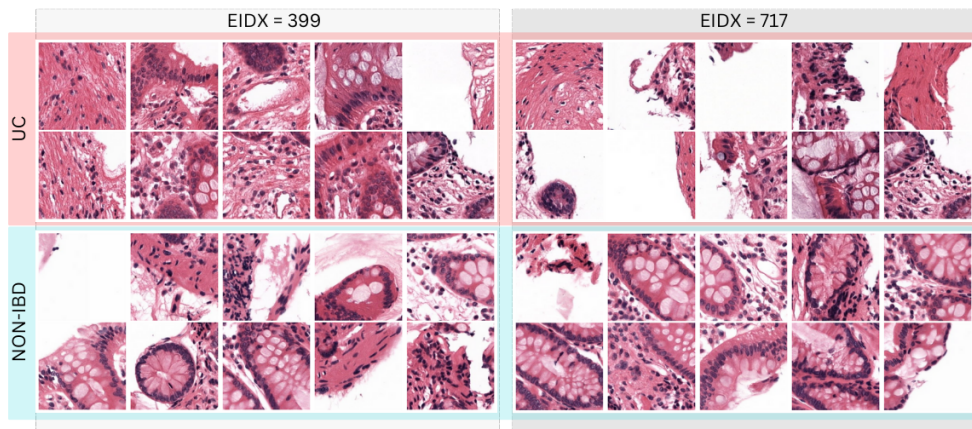 EIDX = 399
EIDX = 717
UC
NON-IBD